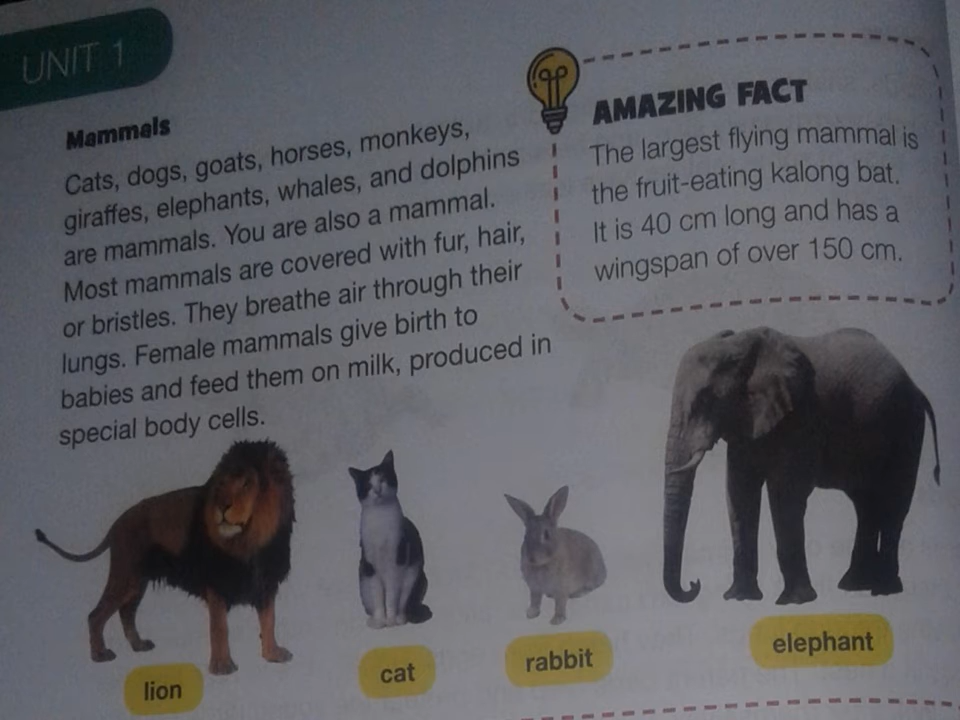 UNIT 1
Mammals
Cats, dogs, goats, horses, monkeys,
giraffes, elephants, whales, and dolphins
are mammals. You are also a mammal.
Most mammals are covered with fur, hair,
or bristles. They breathe air through their
lungs. Female mammals give birth to
babies and feed them on milk, produced in
special body cells.
AMAZING FACT
The largest flying mammal is
the fruit-eating kalong bat.
It is 40 cm long and has a
wingspan of over 150 cm.
lion
cat
rabbit
elephant